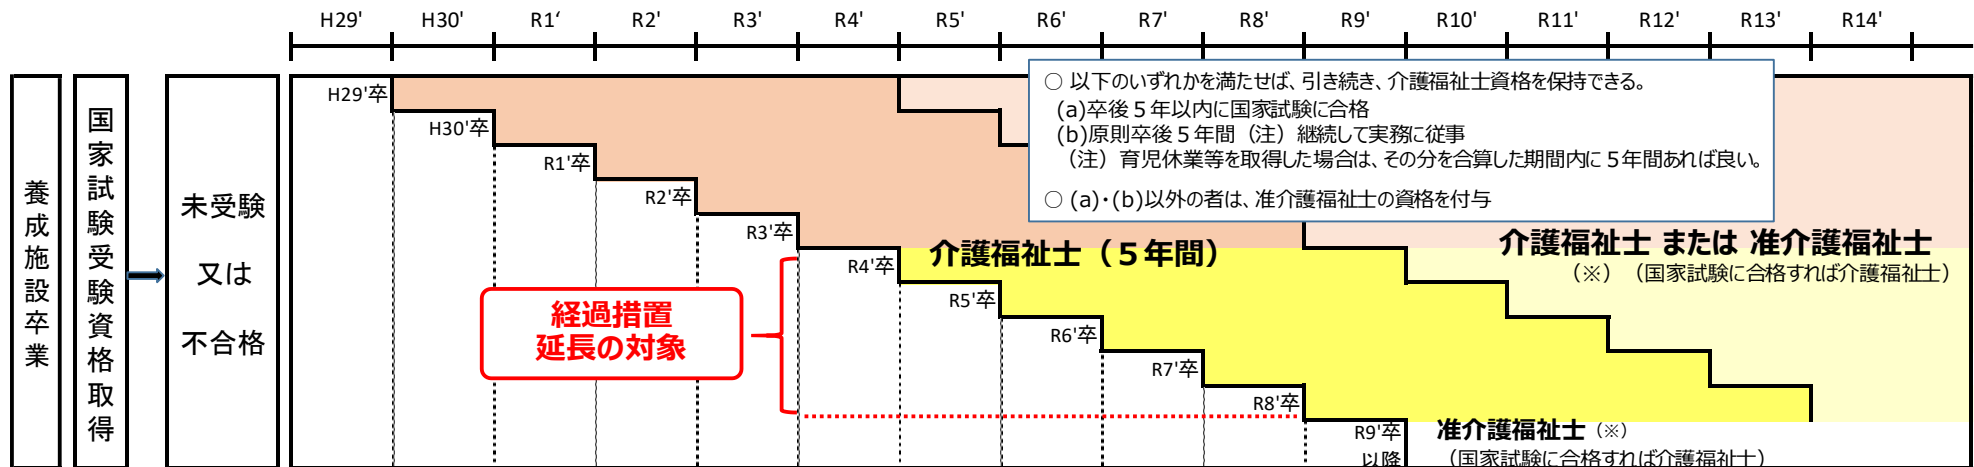 H29' H30' R1‘ R2' R3' R4' R5' R6' R7' R8' R9' R10' R11' R12' R13' R14'
養成施設卒業
国家試験受験資格取得
未受験
又は
不合格
H29'卒
H30'卒
R1'卒
R2'卒
R3'卒
R4'卒
R5'卒
R6'卒
R7'卒
R8'卒
R9'卒
以降
○ 以下のいずれかを満たせば、引き続き、介護福祉士資格を保持できる。
(a)卒後5年以内に国家試験に合格
(b)原則卒後5年間（注）継続して実務に従事
（注）育児休業等を取得した場合は、その分を合算した期間内に5年間あれば良い。
○ (a)・(b)以外の者は、准介護福祉士の資格を付与
介護福祉士（５年間）
介護福祉士 または 准介護福祉士
（※）（国家試験に合格すれば介護福祉士）
経過措置
延長の対象
准介護福祉士（※）
（国家試験に合格すれば介護福祉士）